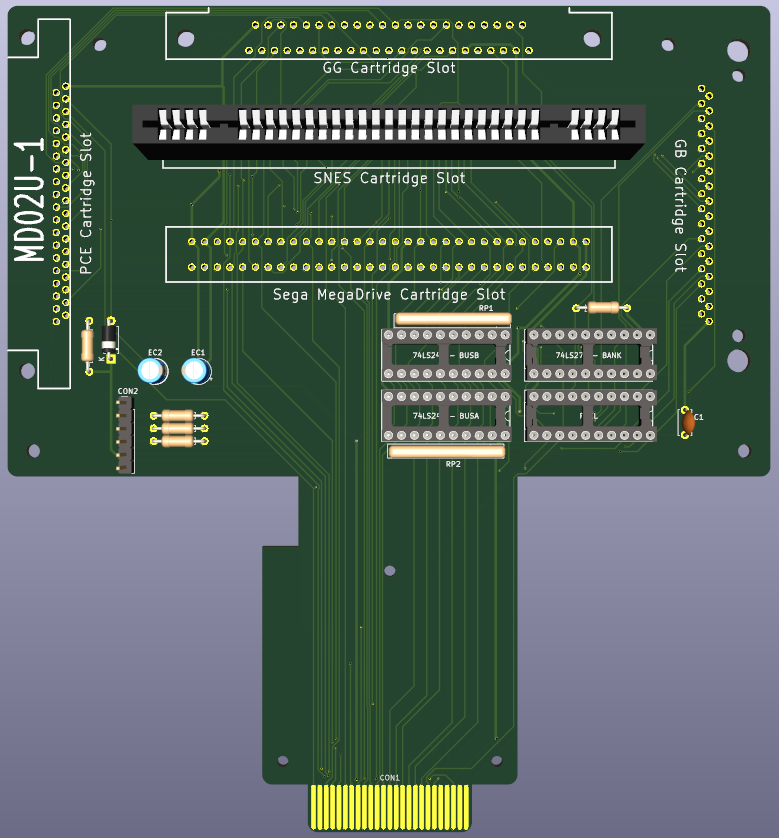 GG Cartridge Slot
SNES Cartridge Slot
MD02U-1
PCE Cartridge Slot
GB Cartridge Slot
Sega MegaDrive Cartridge Slot
RP1
74LS24 - BUSB
74LS27 - BANK
K
EC2
EC1
CON2
74LS24 - BUSA
C1
RP2
CON1